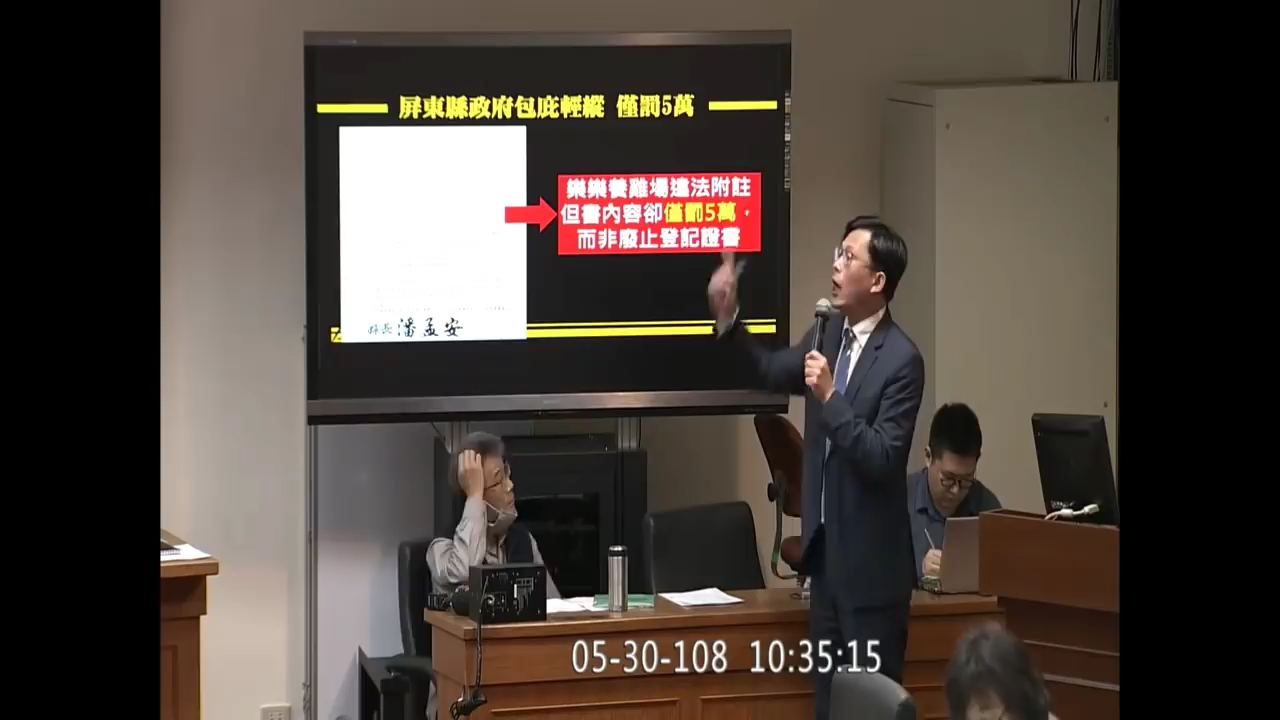 屏東縣政府包庇輕縱 僅罰5萬
樂樂養雞場違法附註
但書內容卻僅罰5萬，
而非廢止登記證書
縣長 潘孟安
05-30-108 10:35:15